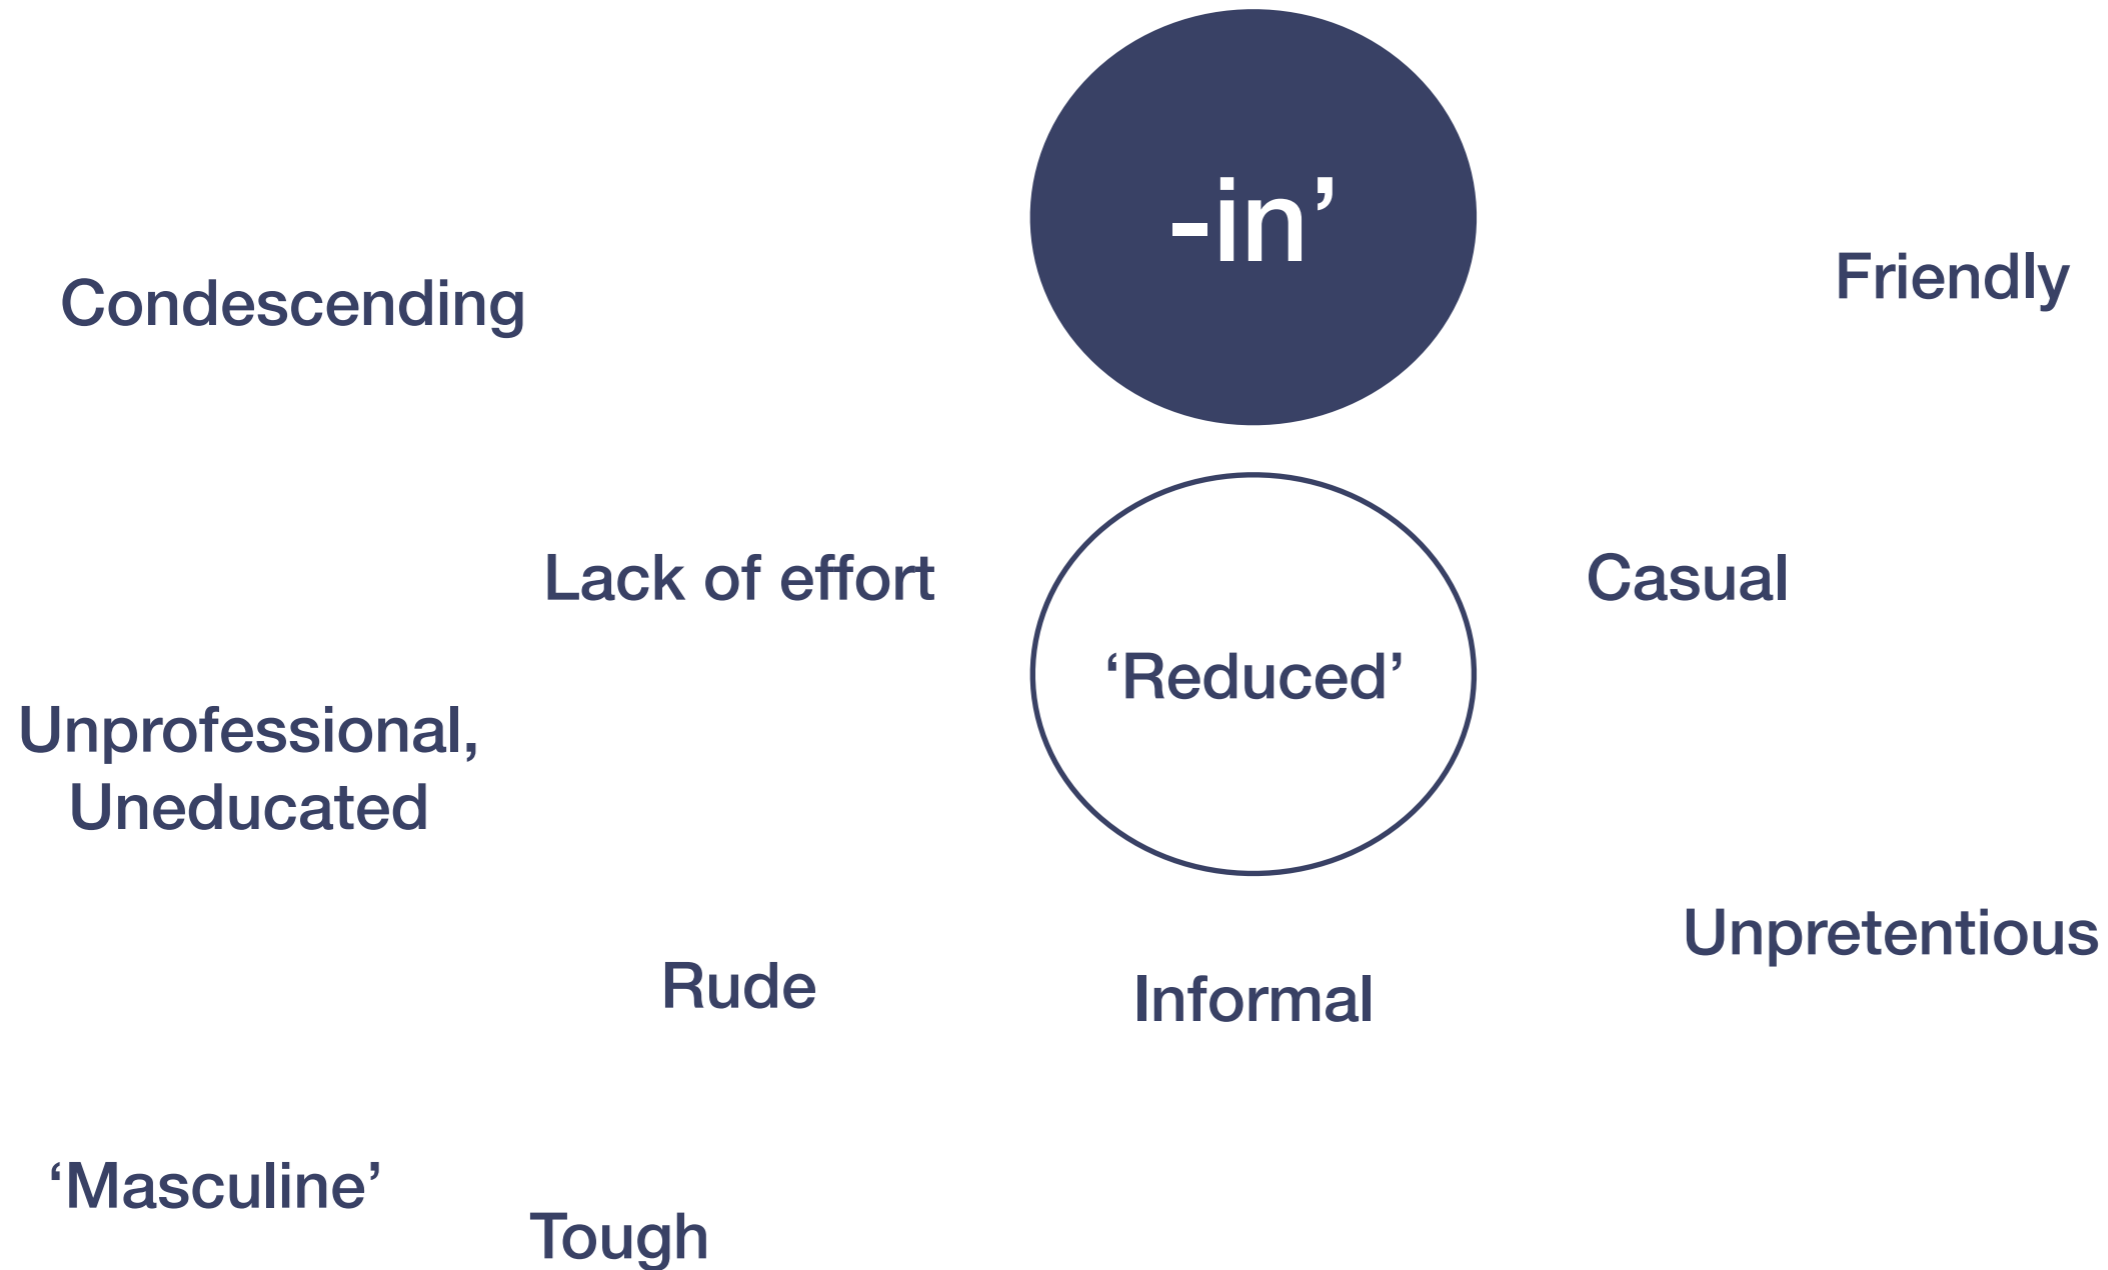 -in’
Condescending
Friendly
Lack of effort
Casual
‘Reduced’
Unprofessional,
Uneducated
Unpretentious
Rude
Informal
‘Masculine’
Tough